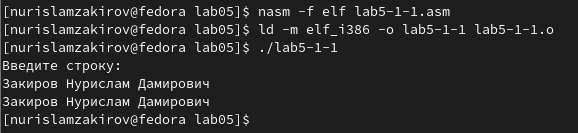 [nurislamzakirov@fedora lab05]$ nasm -f elf lab5-1-1.asm
[nurislamzakirov@fedora lab05]$ ld -m elf_i386 -o lab5-1-1 lab5-1-1.o
[nurislamzakirov@fedora lab05]$ ./lab5-1-1
Введите строку:
Закиров Нурислам Дамирович
Закиров Нурислам Дамирович
[nurislamzakirov@fedora lab05]$